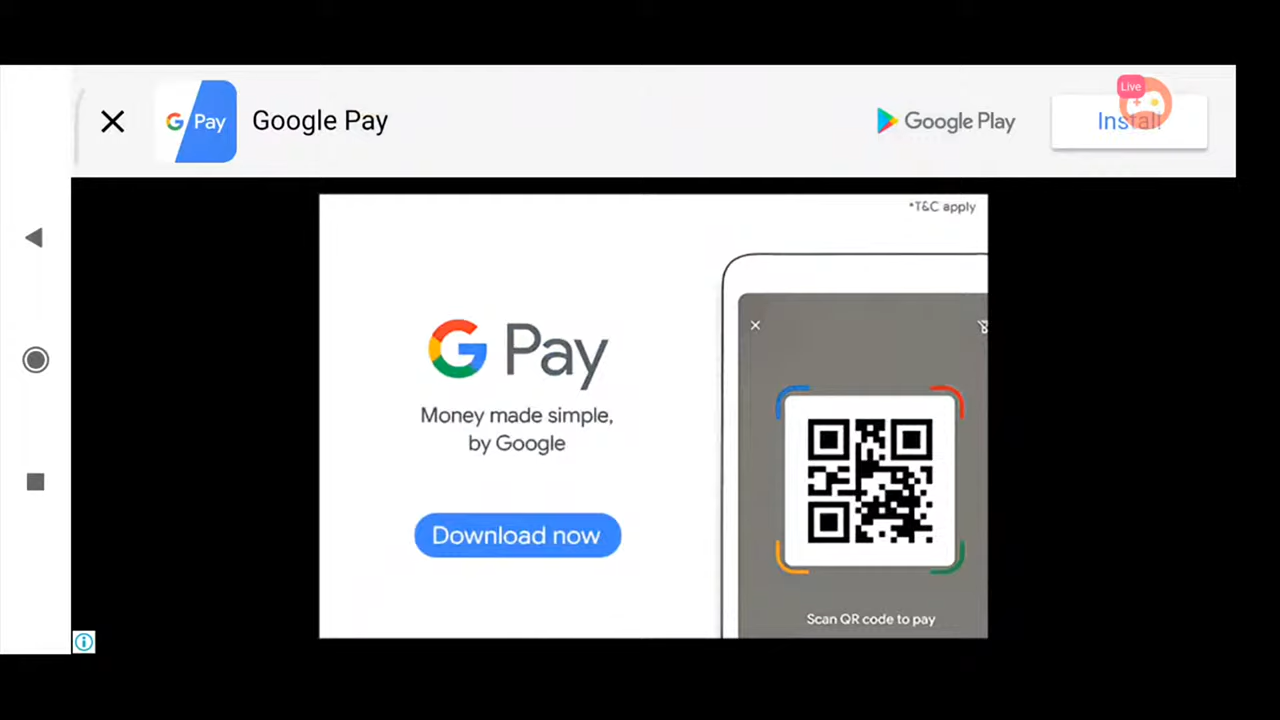 G Pay
Google Pay
Google Play
Install
Live
*T&C apply
G Pay
Money made simple,
by Google
Download now
Scan QR code to pay